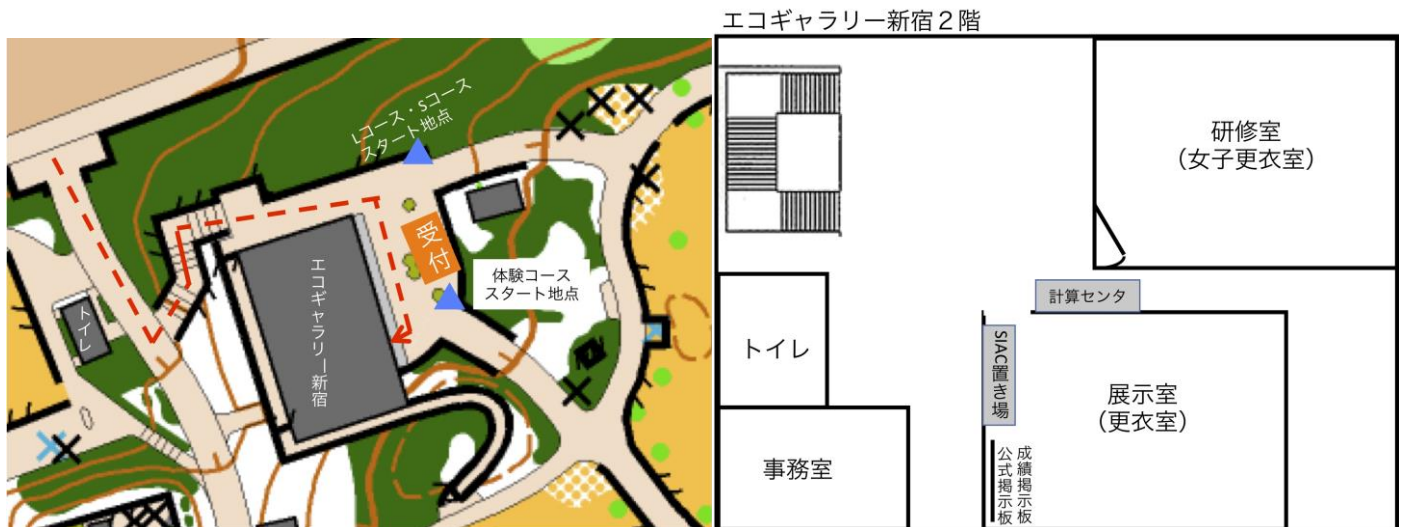 エコギャラリー新宿２階
Lコース・Sコース
スタート地点
受付
体験コース
スタート地点
エコギャラリー新宿
トイレ
研修室
（女子更衣室）
計算センタ
SIAC置き場
トイレ
展示室
（更衣室）
事務室
成績掲示板
公式掲示板